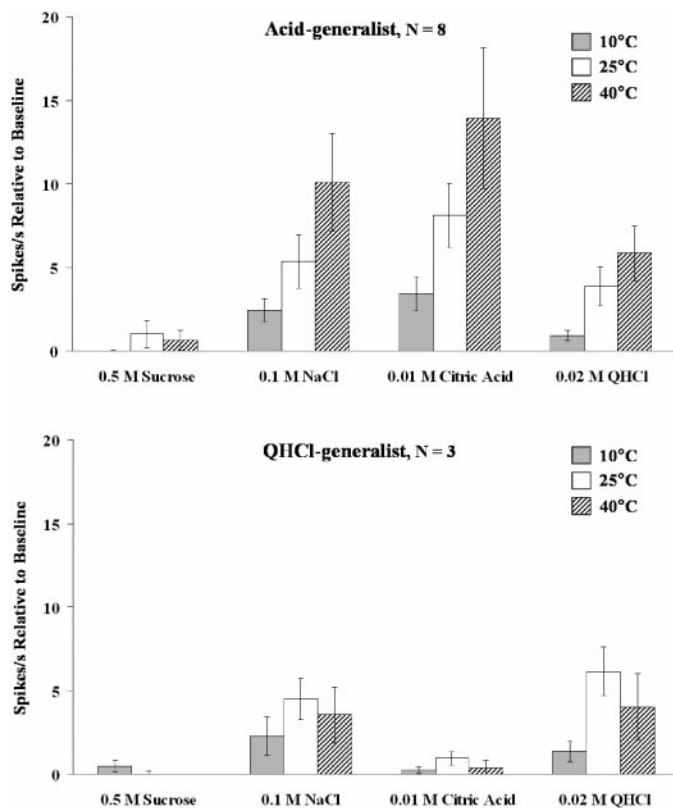 20
Acid-generalist, N = 8
10°C
25°C
40°C
15
10
5
0
Spikes/s Relative to Baseline
0.5 M Sucrose
0.1 M NaCl
0.01 M Citric Acid
0.02 M QHCl
20
QHCl-generalist, N = 3
10°C
25°C
40°C
15
10
5
0
Spikes/s Relative to Baseline
0.5 M Sucrose
0.1 M NaCl
0.01 M Citric Acid
0.02 M QHCl